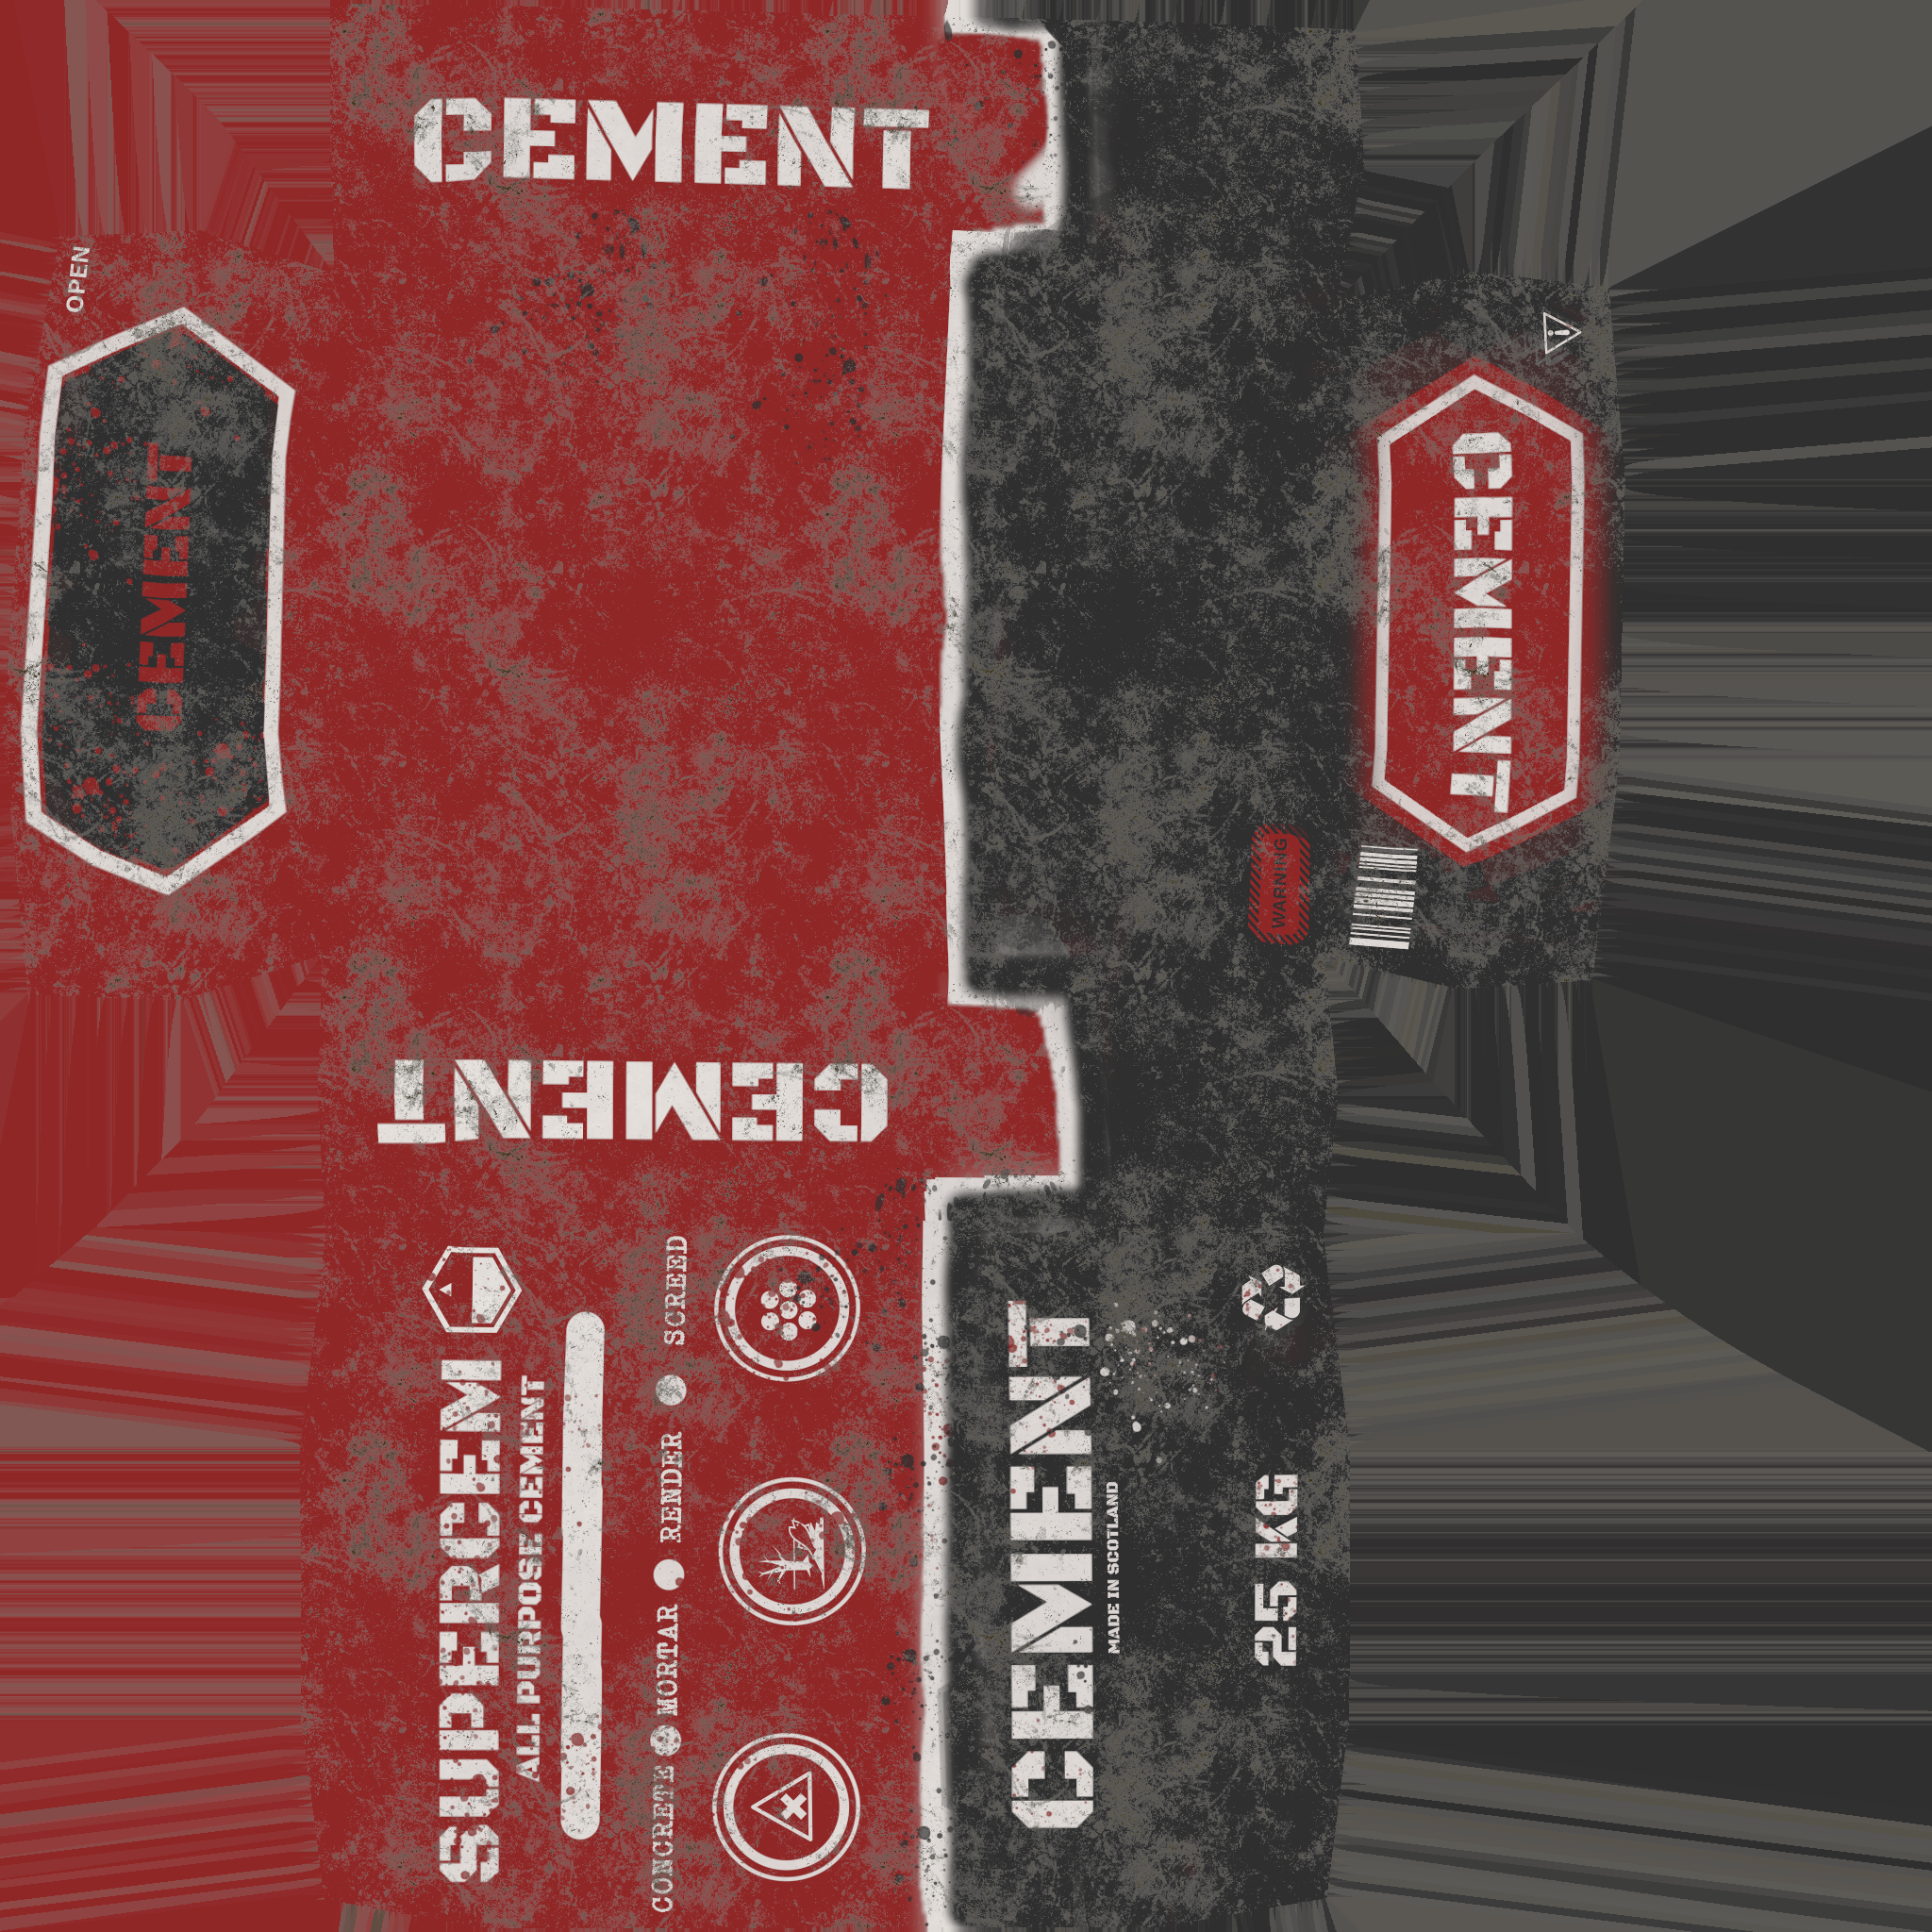 CEMENT
OPEN
CEMENT
CEMENT
WARNING
CEMENT
SUPERCEM
ALL PURPOSE CEMENT
CONCRETE MORTAR RENDER SCREED
CEMENT
MADE IN SCOTLAND
25 KG